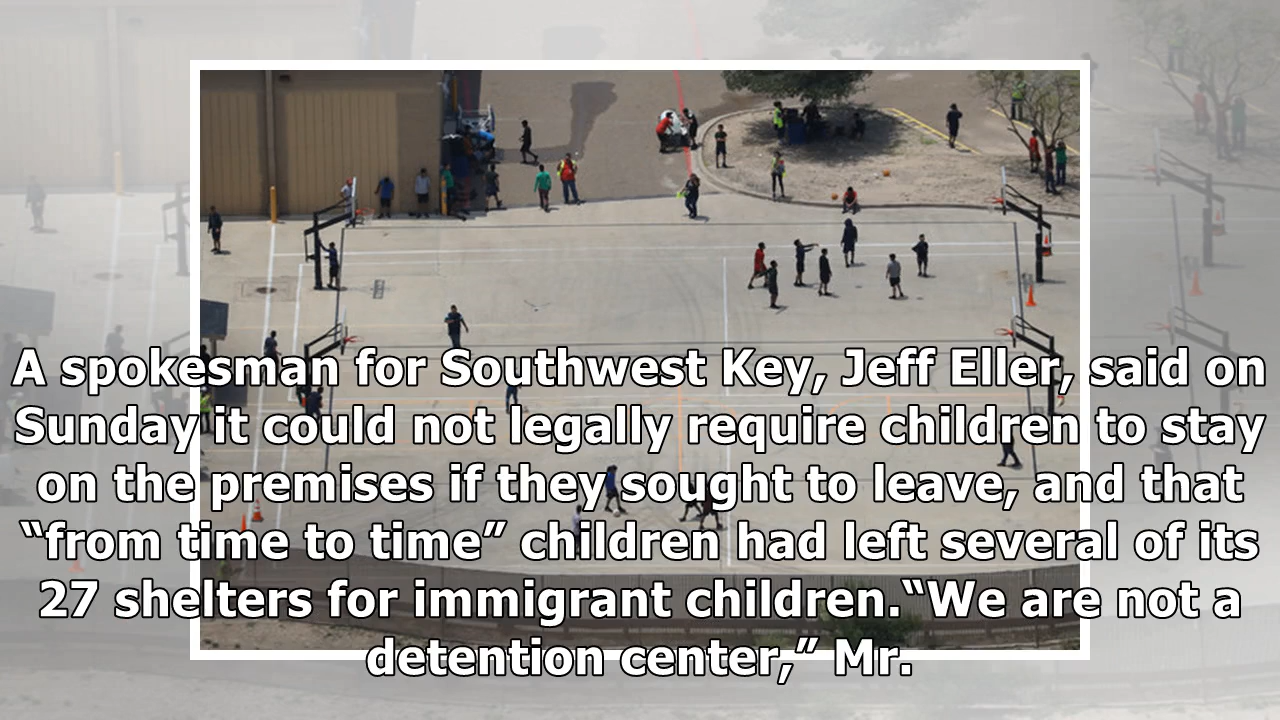 A spokesman for Southwest Key, Jeff Eller, said on
Sunday it could not legally require children to stay
on the premises if they sought to leave, and that
“from time to time” children had left several of its
27 shelters for immigrant children.“We are not a
detention center,” Mr.